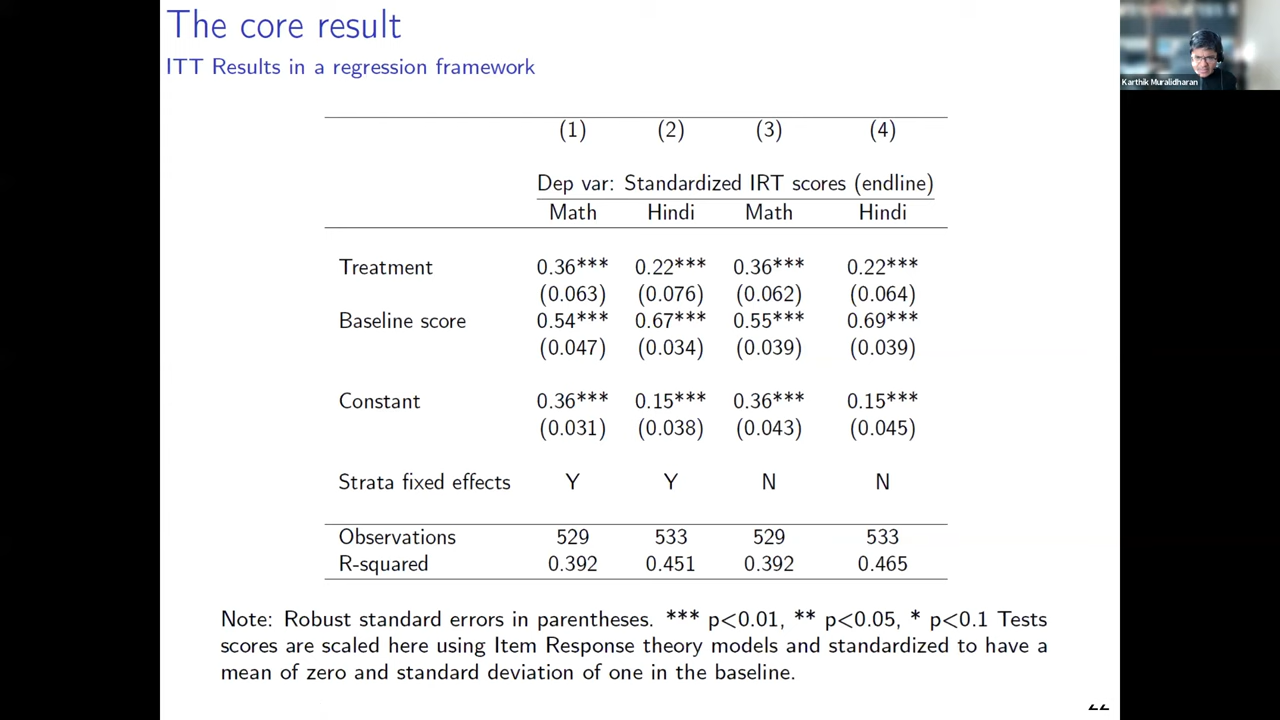 The core result
ITT Results in a regression framework
Karthik Muralidharan
(1) (2) (3) (4)
Dep var: Standardized IRT scores (endline)
Math Hindi Math Hindi
Treatment 0.36*** 0.22*** 0.36*** 0.22***
(0.063) (0.076) (0.062) (0.064)
Baseline score 0.54*** 0.67*** 0.55*** 0.69***
(0.047) (0.034) (0.039) (0.039)
Constant 0.36*** 0.15*** 0.36*** 0.15***
(0.031) (0.038) (0.043) (0.045)
Strata fixed effects Y Y N N
Observations 529 533 529 533
R-squared 0.392 0.451 0.392 0.465
Note: Robust standard errors in parentheses. *** p<0.01, ** p<0.05, * p<0.1 Tests
scores are scaled here using Item Response theory models and standardized to have a
mean of zero and standard deviation of one in the baseline.